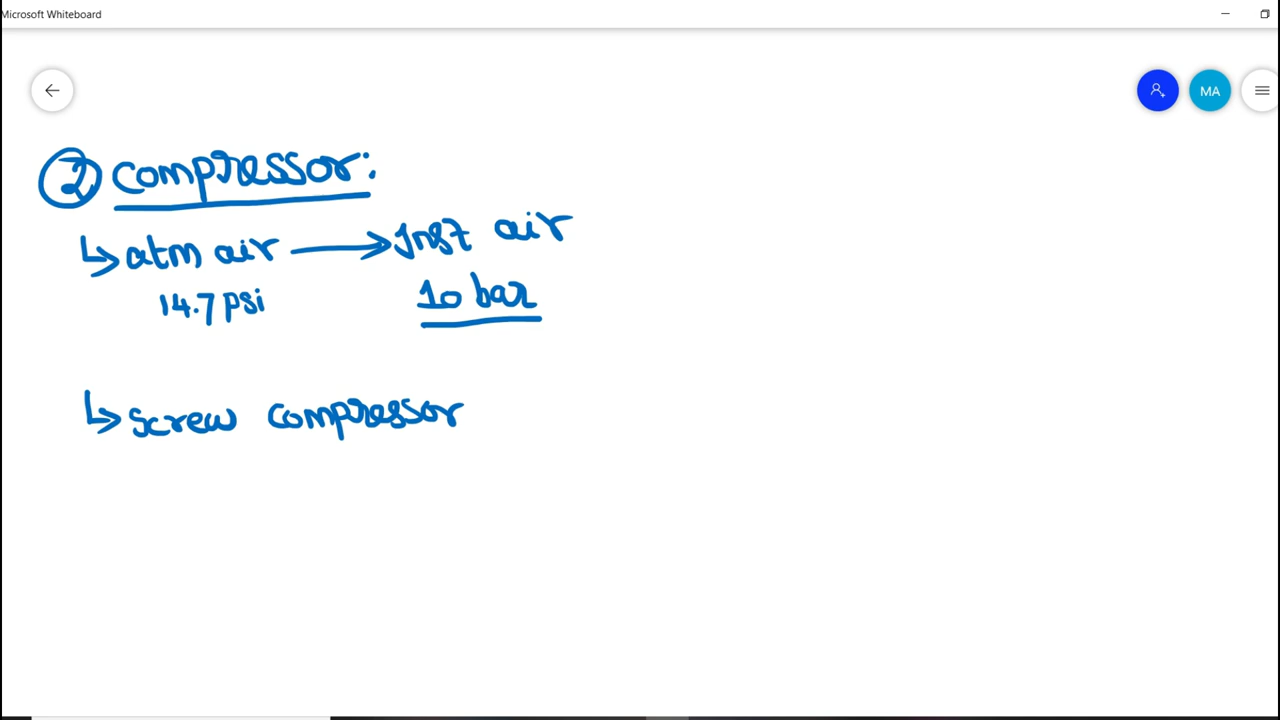 Microsoft Whiteboard
MA
2 compressor:
↳ atm air → Inst air
14.7 psi 10 bar
↳ screw compressor